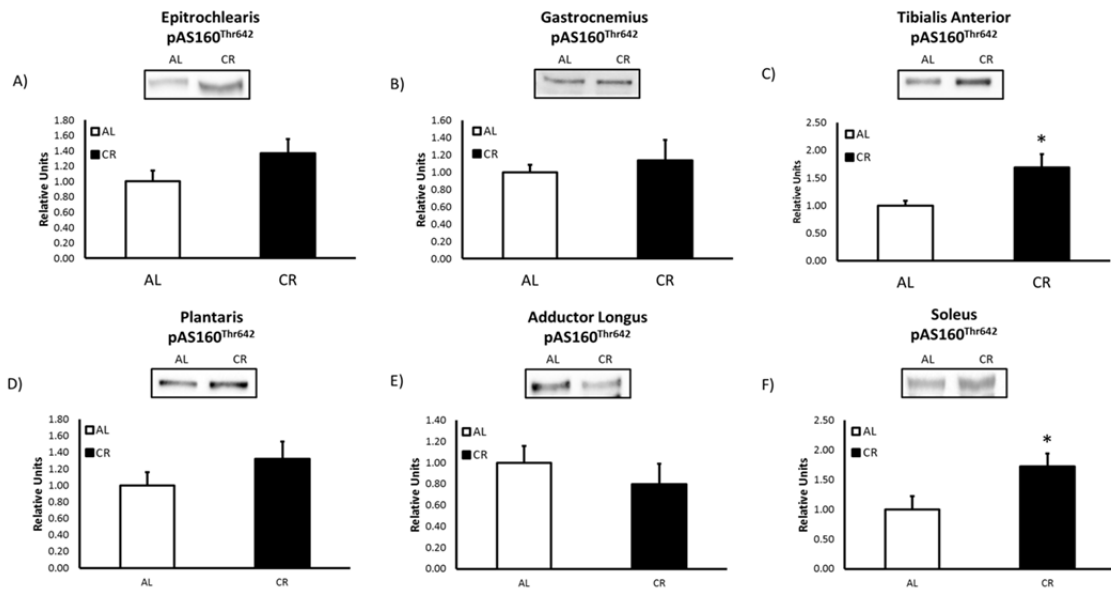 Epitrochlearis
pAS160Thr642
AL CR
A)
1.80
1.60
1.40
1.20
1.00
0.80
0.60
0.40
0.20
0.00
Relative Units
AL
CR
AL CR
Gastrocnemius
pAS160Thr642
AL CR
B)
1.60
1.40
1.20
1.00
0.80
0.60
0.40
0.20
0.00
Relative Units
AL
CR
AL CR
Tibialis Anterior
pAS160Thr642
AL CR
C)
2.50
2.00
1.50
1.00
0.50
0.00
Relative Units
AL
CR
*
AL CR
Plantaris
pAS160Thr642
AL CR
D)
1.80
1.60
1.40
1.20
1.00
0.80
0.60
0.40
0.20
0.00
Relative Units
AL
CR
AL CR
Adductor Longus
pAS160Thr642
AL CR
E)
1.40
1.20
1.00
0.80
0.60
0.40
0.20
0.00
Relative Units
AL
CR
AL CR
Soleus
pAS160Thr642
AL CR
F)
2.50
2.00
1.50
1.00
0.50
0.00
Relative Units
AL
CR
*
AL CR